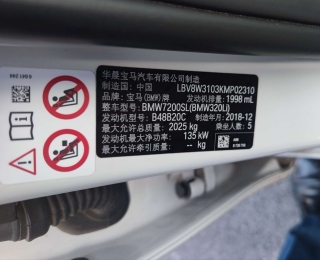 华晨宝马汽车有限公司制造
制造国：中国 LBV8W3103KMP02310
品牌：宝马(BMW)牌 发动机排量：1998 mL
整车型号：BMW7200SL(BMW320Li)
发动机型号：B48B20C 制造年月：2018-12
最大允许总质量：2025 kg 乘坐人数：5
发动机最大净功率：135 kW
最大允许牵引质量：- kg